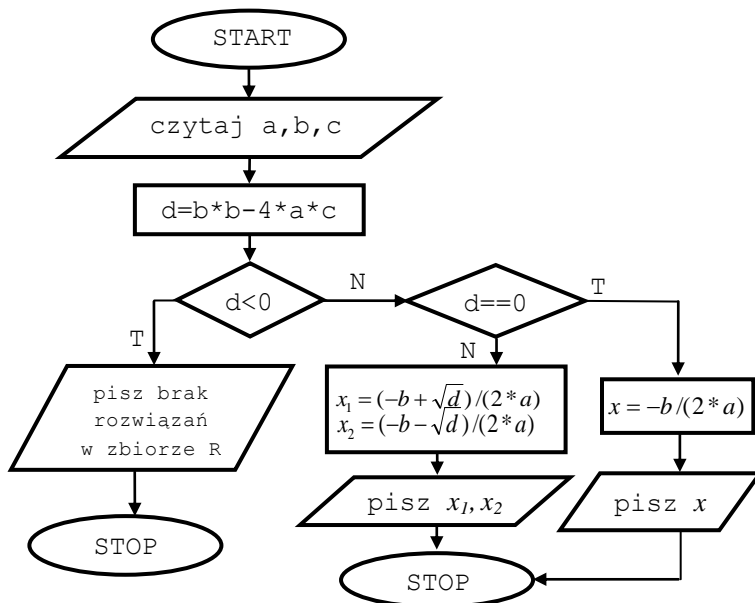 START
czytaj a,b,c
d=b*b-4*a*c
d<0
N
d==0
T
T
N
pisz brak
rozwiązań
w zbiorze R
x₁ = (−b + √d)/(2*a)
x₂ = (−b − √d)/(2*a)
x = −b/(2*a)
pisz x₁, x₂
pisz x
STOP
STOP